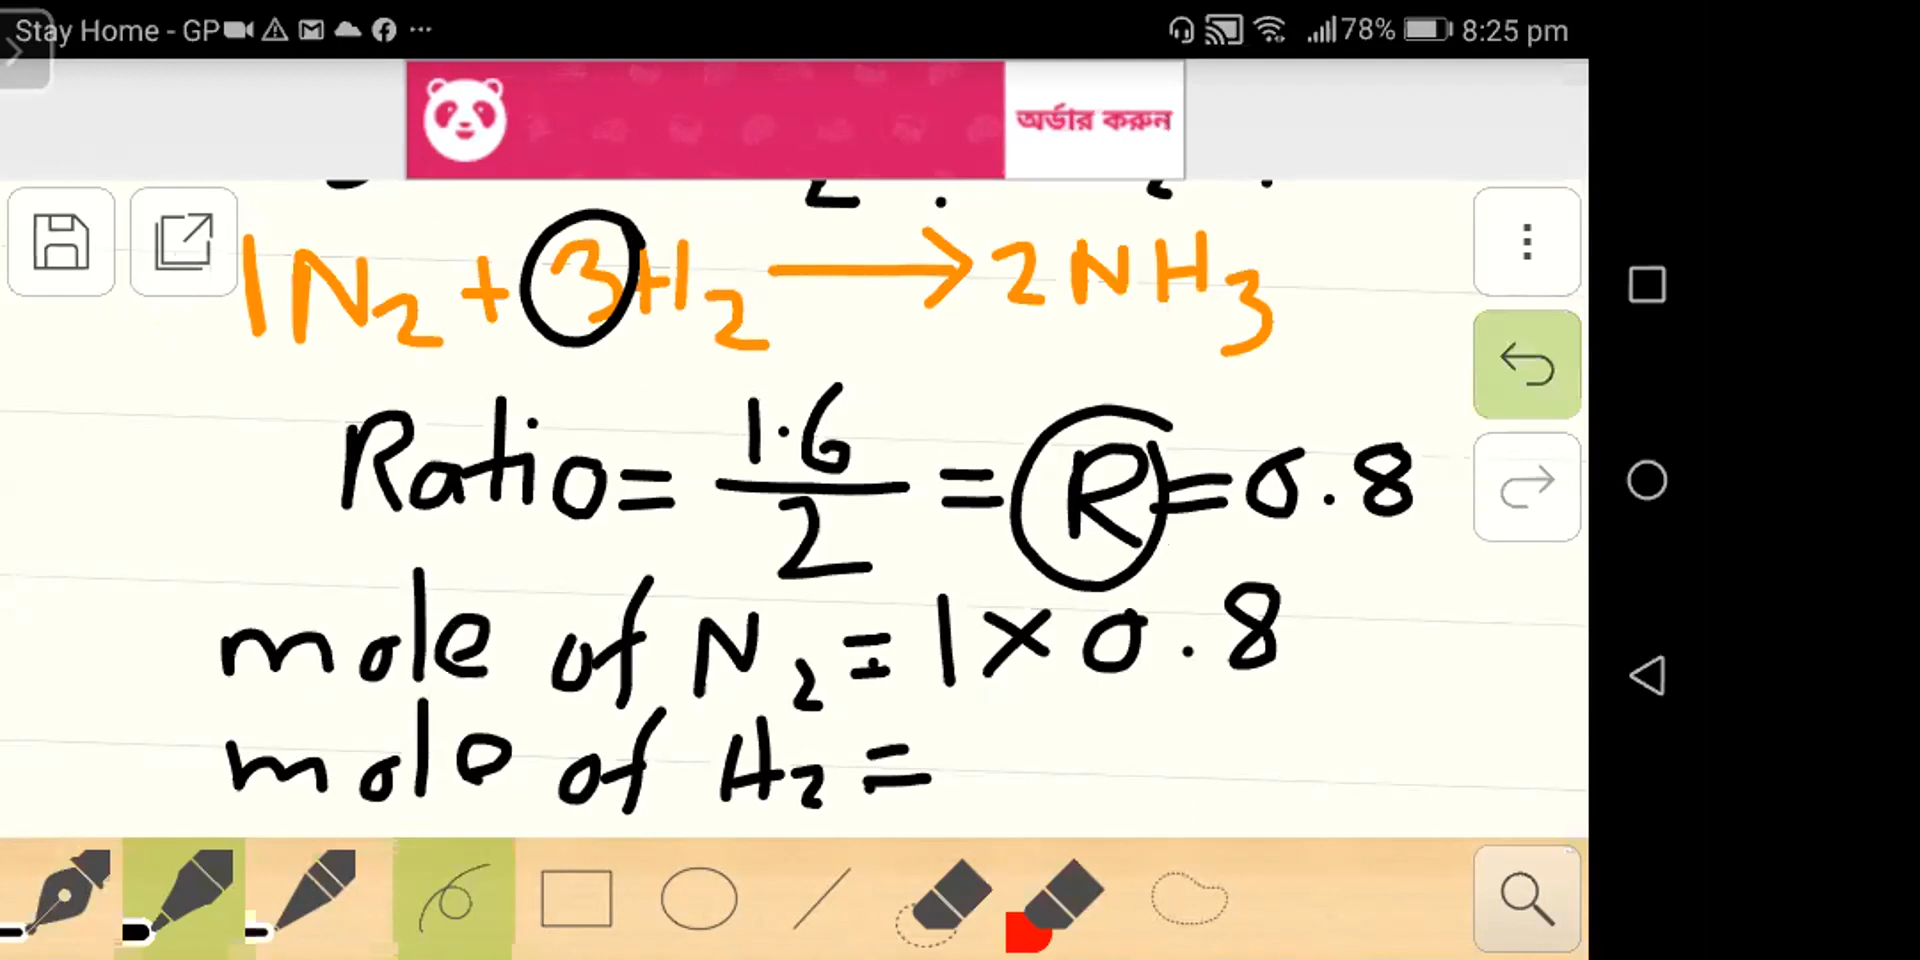 Stay Home - GP 78% 8:25 pm
অর্ডার করুন
1N2 + 3H2 → 2NH3
Ratio = 1.6/2 = R = 0.8
mole of N2 = 1 × 0.8
mole of H2 =